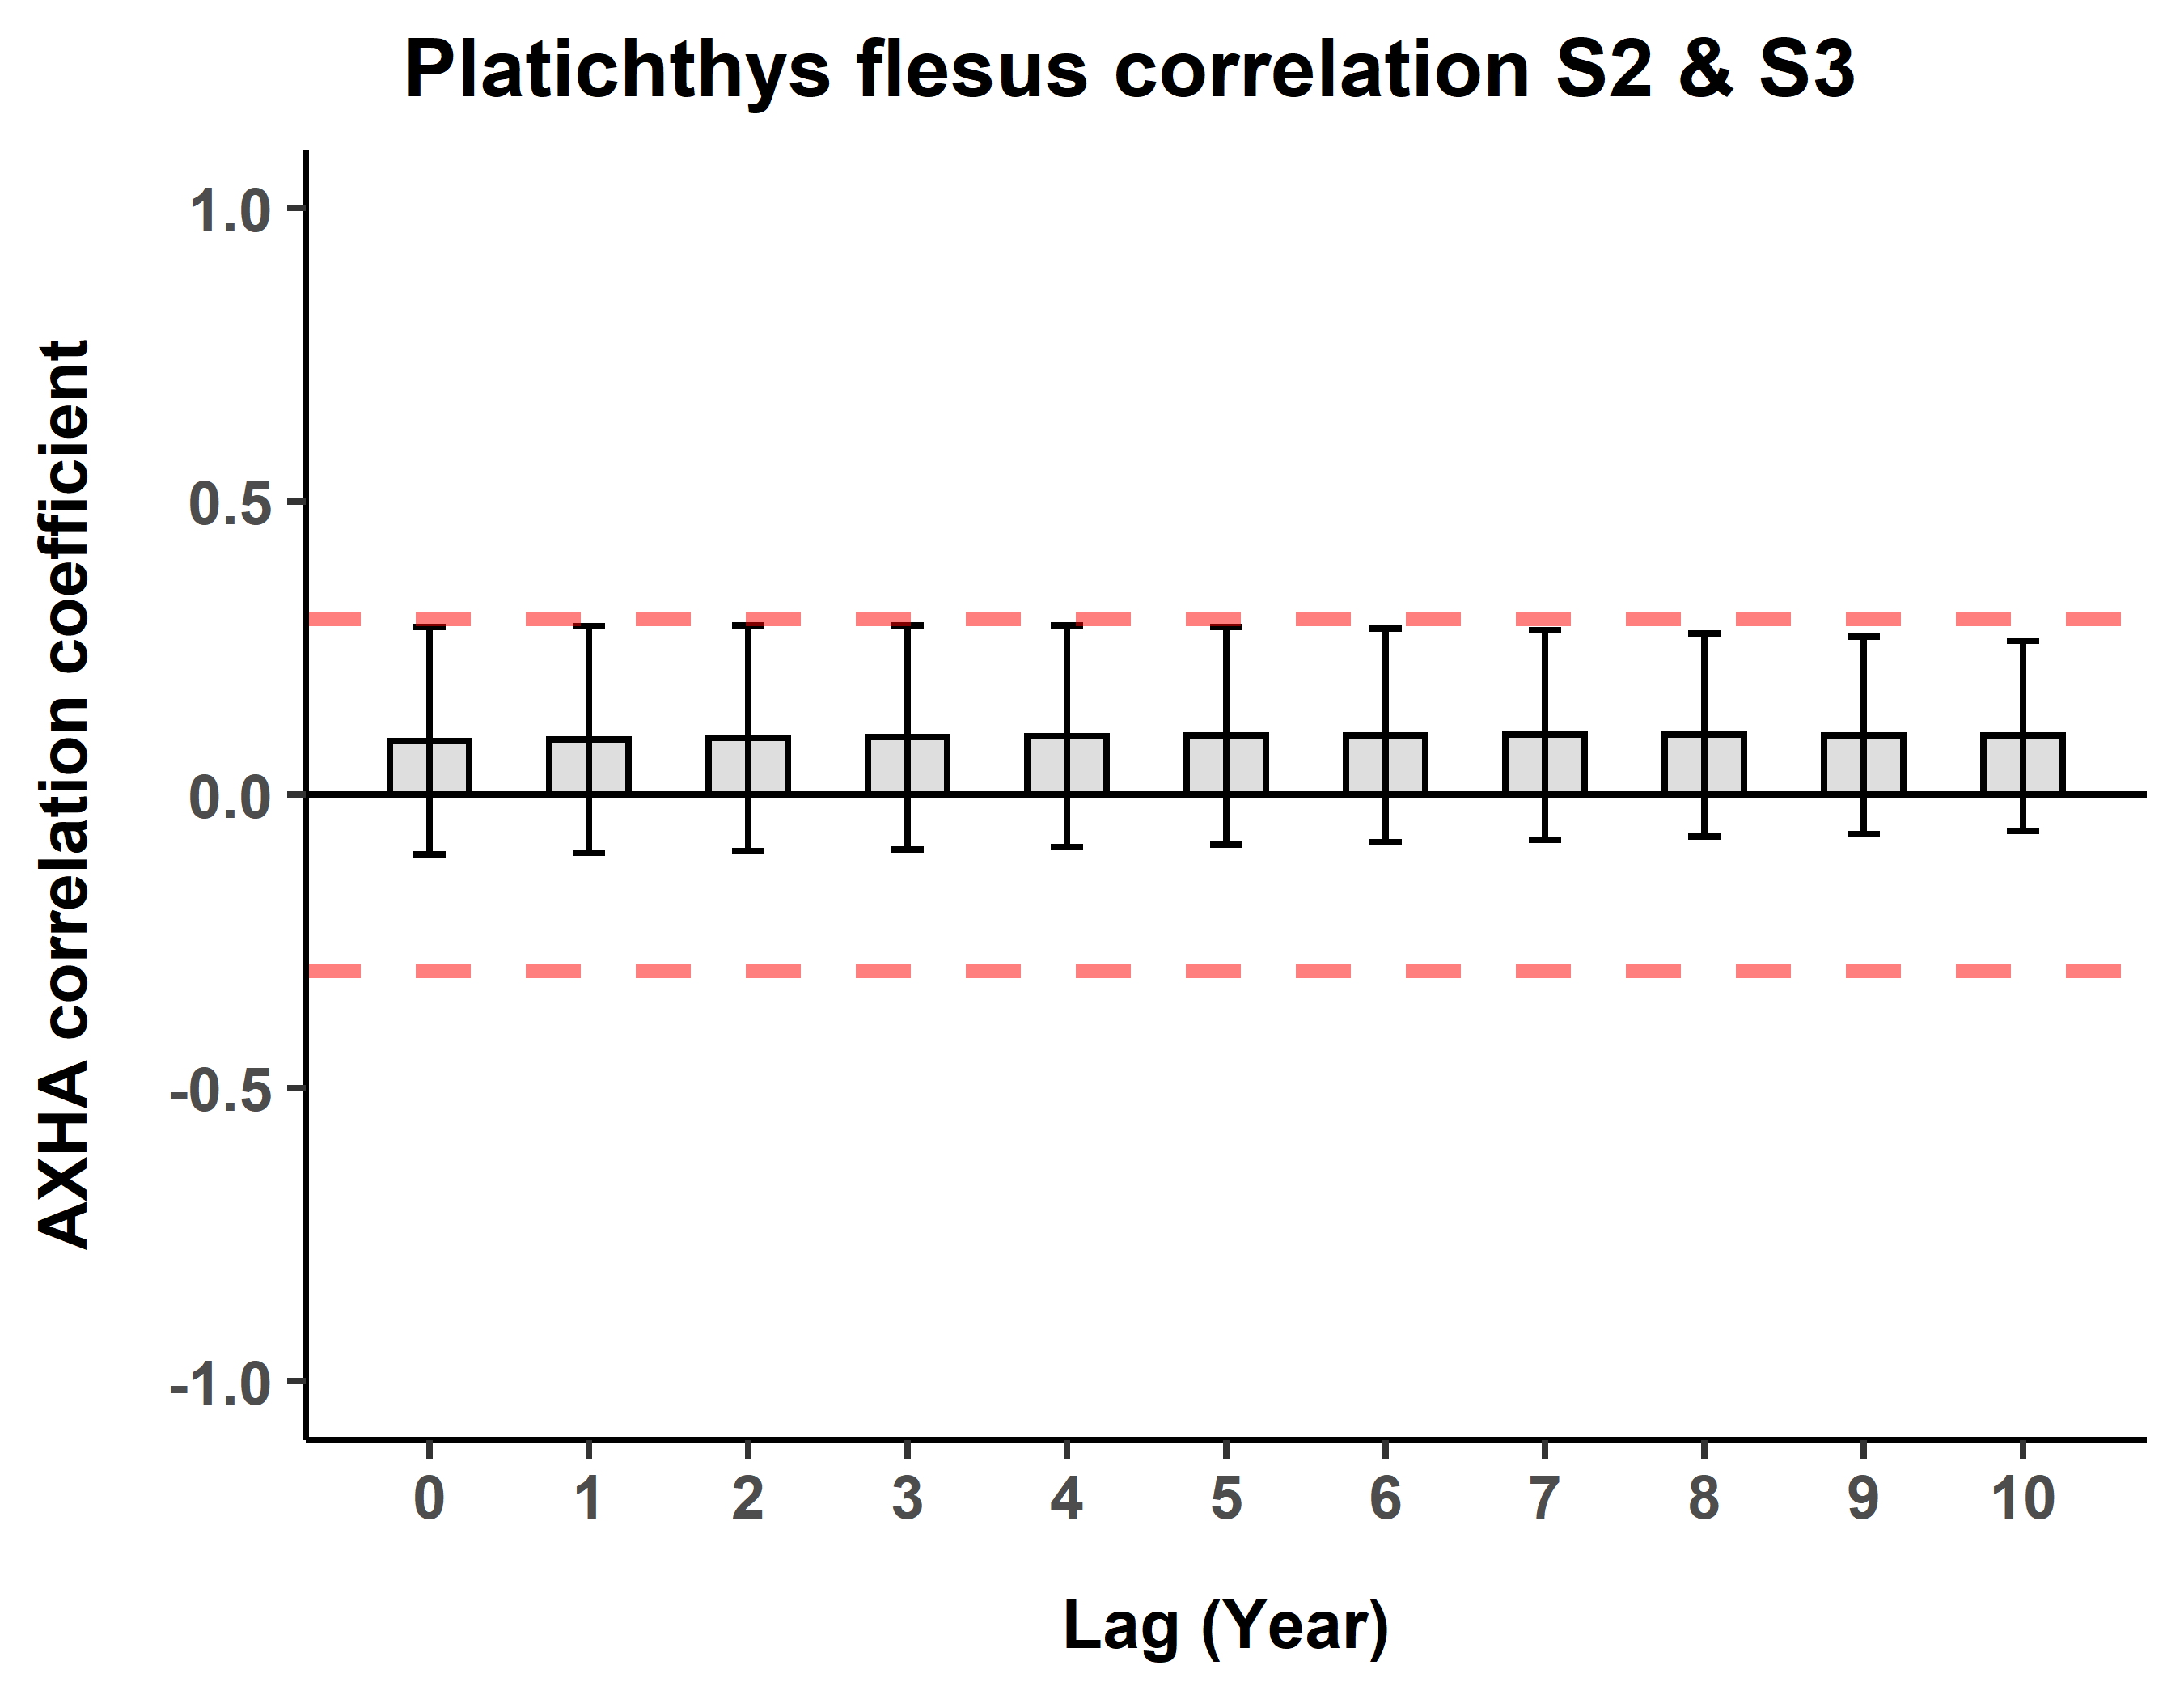 Platichthys flesus correlation S2 & S3
AXHA correlation coefficient
1.0
0.5
0.0
-0.5
-1.0
0 1 2 3 4 5 6 7 8 9 10
Lag (Year)